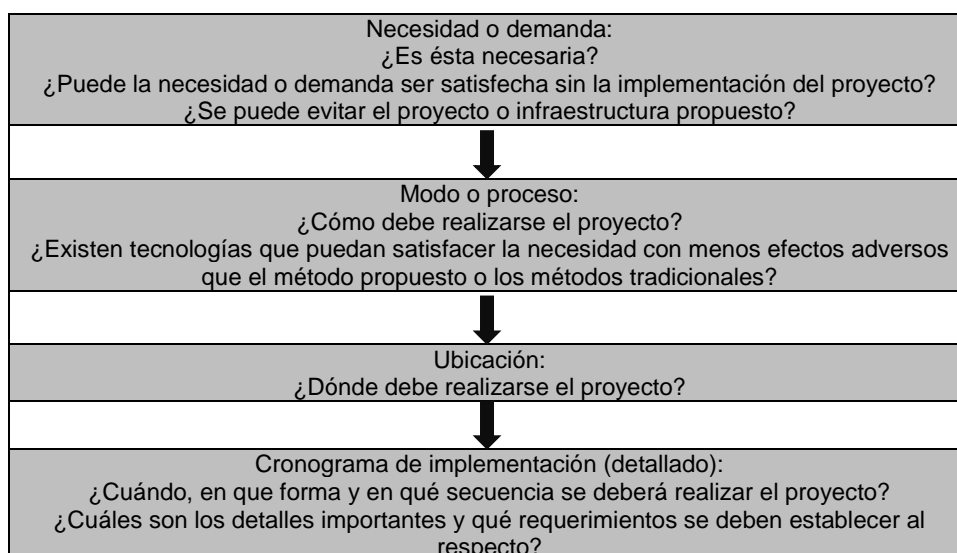 Necesidad o demanda:
¿Es ésta necesaria?
¿Puede la necesidad o demanda ser satisfecha sin la implementación del proyecto?
¿Se puede evitar el proyecto o infraestructura propuesto?
Modo o proceso:
¿Cómo debe realizarse el proyecto?
¿Existen tecnologías que puedan satisfacer la necesidad con menos efectos adversos
que el método propuesto o los métodos tradicionales?
Ubicación:
¿Dónde debe realizarse el proyecto?
Cronograma de implementación (detallado):
¿Cuándo, en que forma y en qué secuencia se deberá realizar el proyecto?
¿Cuáles son los detalles importantes y qué requerimientos se deben establecer al
respecto?